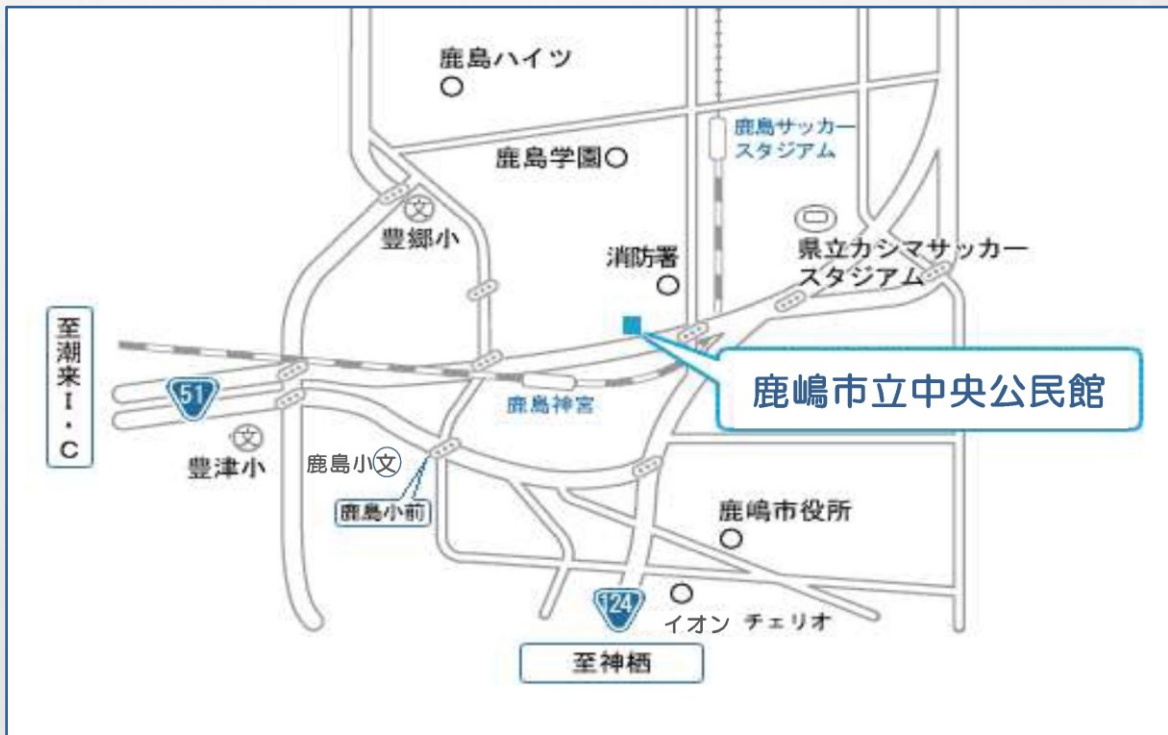 鹿島ハイツ
鹿島サッカー
スタジアム
鹿島学園
文
豊郷小
消防署
県立カシマサッカー
スタジアム
至潮来I・C
51
鹿嶋市立中央公民館
鹿島神宮
文
豊津小
鹿島小文
鹿島小前
鹿嶋市役所
124
イオン チェリオ
至神栖